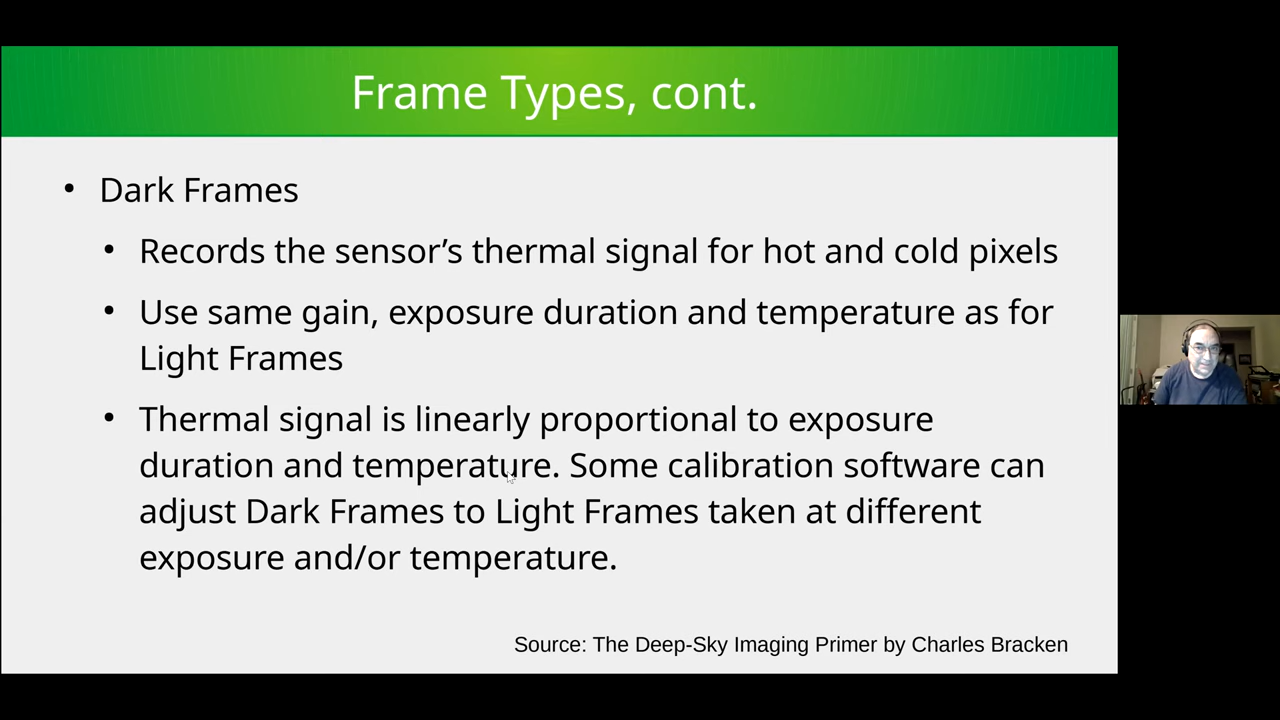 Frame Types, cont.
• Dark Frames
• Records the sensor’s thermal signal for hot and cold pixels
• Use same gain, exposure duration and temperature as for
Light Frames
• Thermal signal is linearly proportional to exposure
duration and temperature. Some calibration software can
adjust Dark Frames to Light Frames taken at different
exposure and/or temperature.
Source: The Deep-Sky Imaging Primer by Charles Bracken